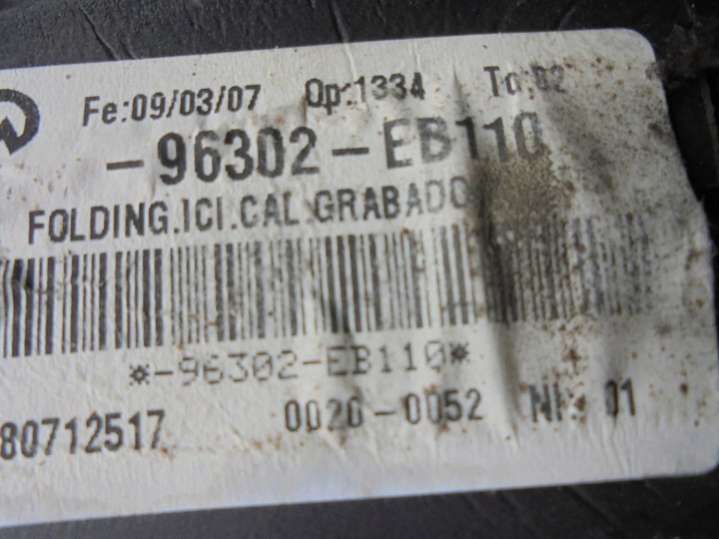 Fe:09/03/07 Op:1334 To:02
-96302-EB110
FOLDING.ICI.CAL.GRABADO
*-96302-EB110*
80712517 0020-0052 NI: 01